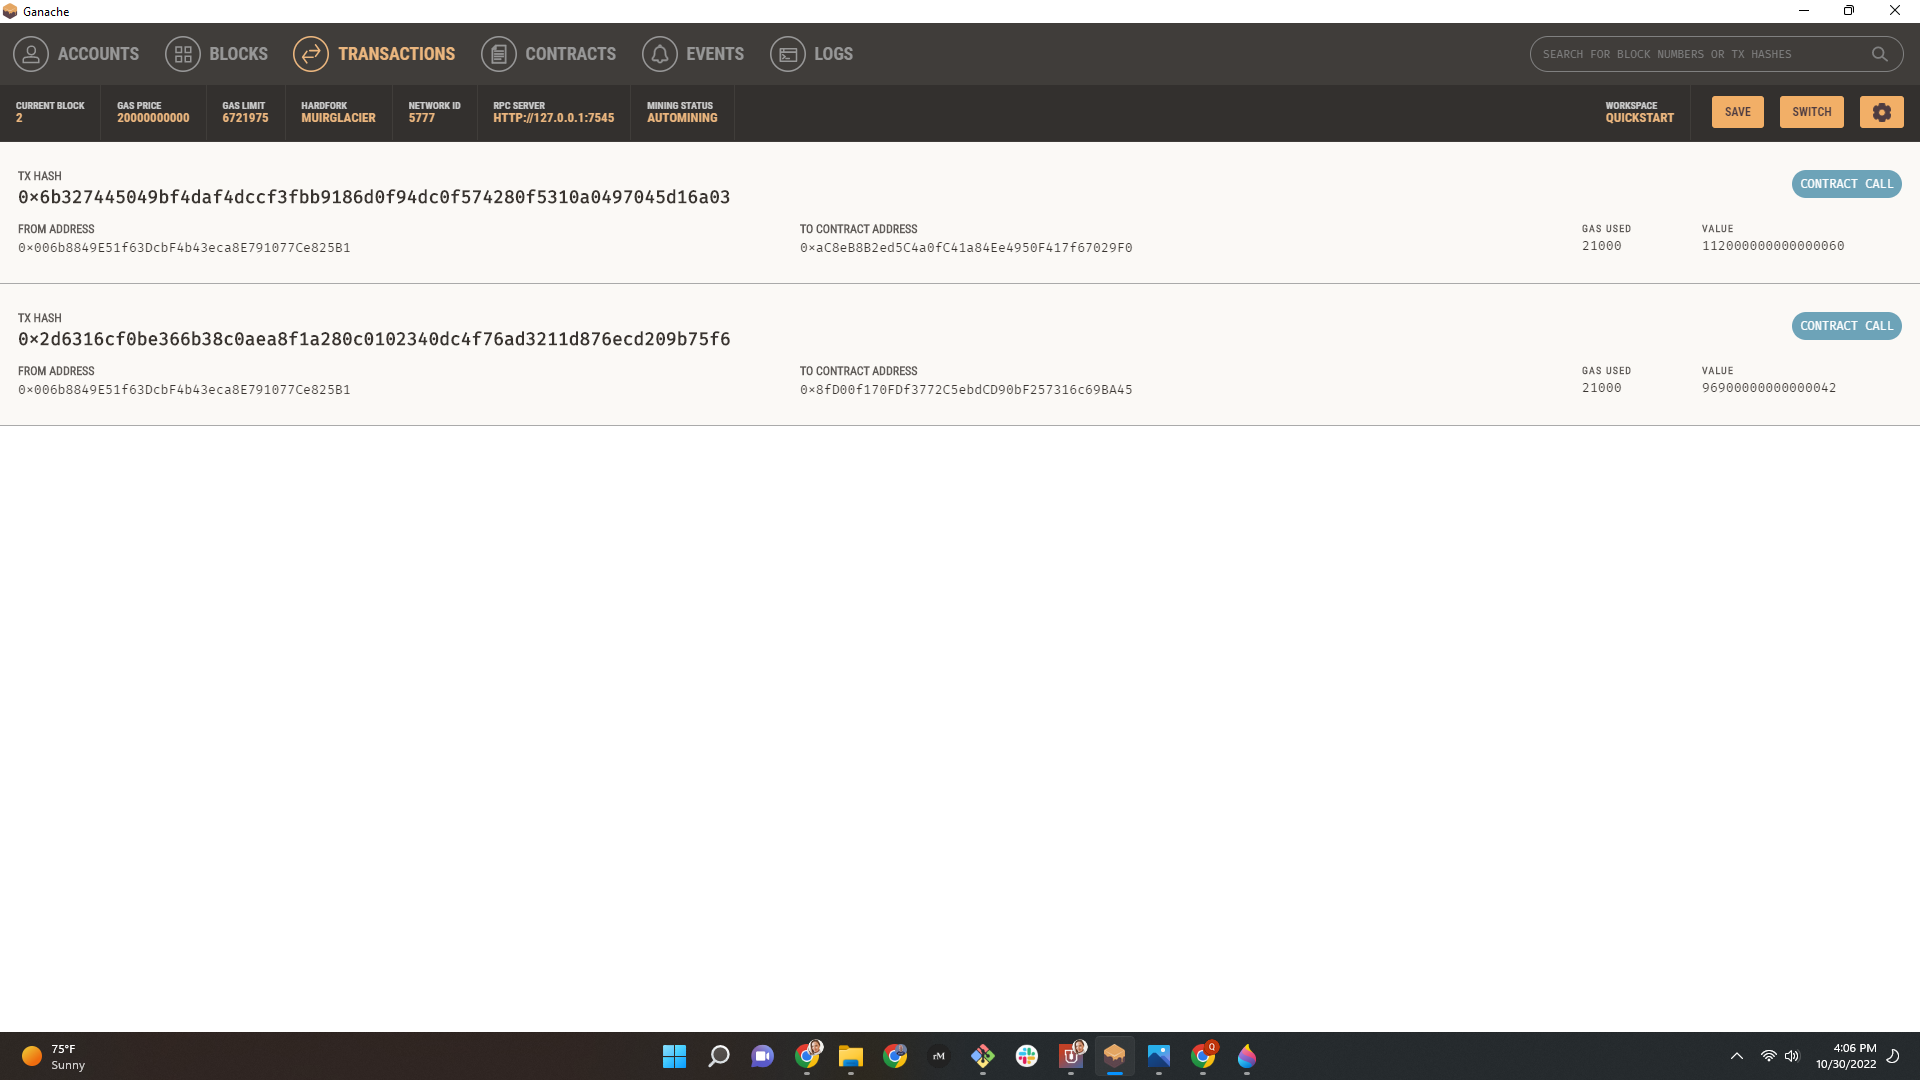 Ganache
ACCOUNTS BLOCKS TRANSACTIONS CONTRACTS EVENTS LOGS SEARCH FOR BLOCK NUMBERS OR TX HASHES
CURRENT BLOCK GAS PRICE GAS LIMIT HARDFORK NETWORK ID RPC SERVER MINING STATUS WORKSPACE
2 20000000000 6721975 MUIRGLACIER 5777 HTTP://127.0.0.1:7545 AUTOMINING QUICKSTART SAVE SWITCH
TX HASH
0×6b327445049bf4daf4dccf3fbb9186d0f94dc0f574280f5310a0497045d16a03 CONTRACT CALL
FROM ADDRESS TO CONTRACT ADDRESS GAS USED VALUE
0×006b8849E51f63DcbF4b43eca8E791077Ce825B1 0×aC8eB8B2ed5C4a0fC41a84Ee4950F417f67029F0 21000 112000000000000060
TX HASH
0×2d6316cf0be366b38c0aea8f1a280c0102340dc4f76ad3211d876ecd209b75f6 CONTRACT CALL
FROM ADDRESS TO CONTRACT ADDRESS GAS USED VALUE
0×006b8849E51f63DcbF4b43eca8E791077Ce825B1 0×8fD00f170FDf3772C5ebdCD90bF257316c69BA45 21000 96900000000000042
75°F
Sunny
rM
Q
4:06 PM
10/30/2022